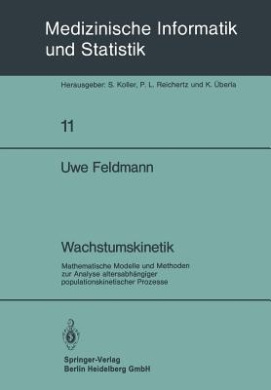 Medizinische Informatik
und Statistik
Herausgeber: S. Koller, P. L. Reichertz und K. Überla
11
Uwe Feldmann
Wachstumskinetik
Mathematische Modelle und Methoden
zur Analyse altersabhängiger
populationskinetischer Prozesse
Springer-Verlag
Berlin Heidelberg GmbH